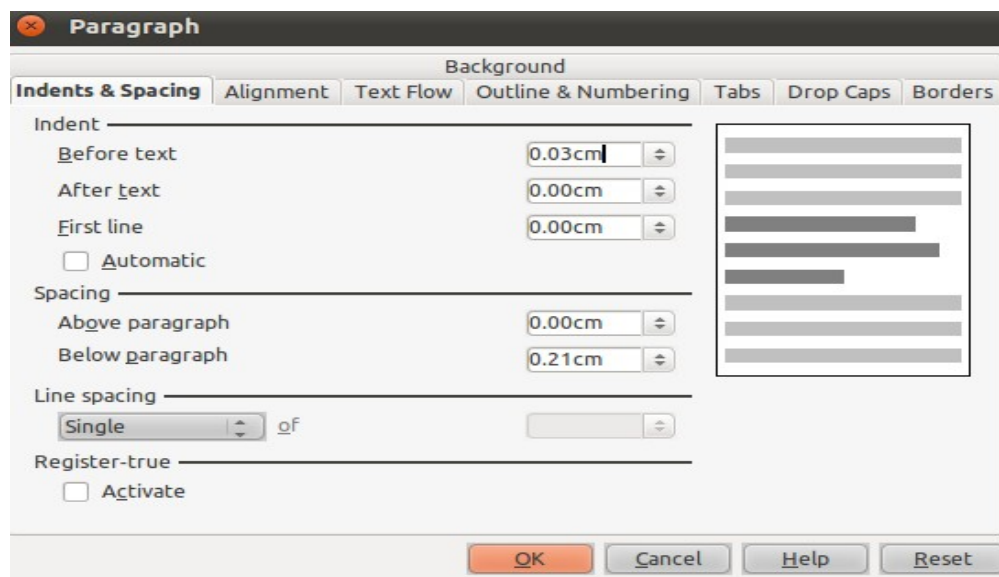 Paragraph
Background
Indents & Spacing Alignment Text Flow Outline & Numbering Tabs Drop Caps Borders
Indent
Before text 0.03cm
After text 0.00cm
First line 0.00cm
Automatic
Spacing
Above paragraph 0.00cm
Below paragraph 0.21cm
Line spacing
Single of
Register-true
Activate
OK Cancel Help Reset